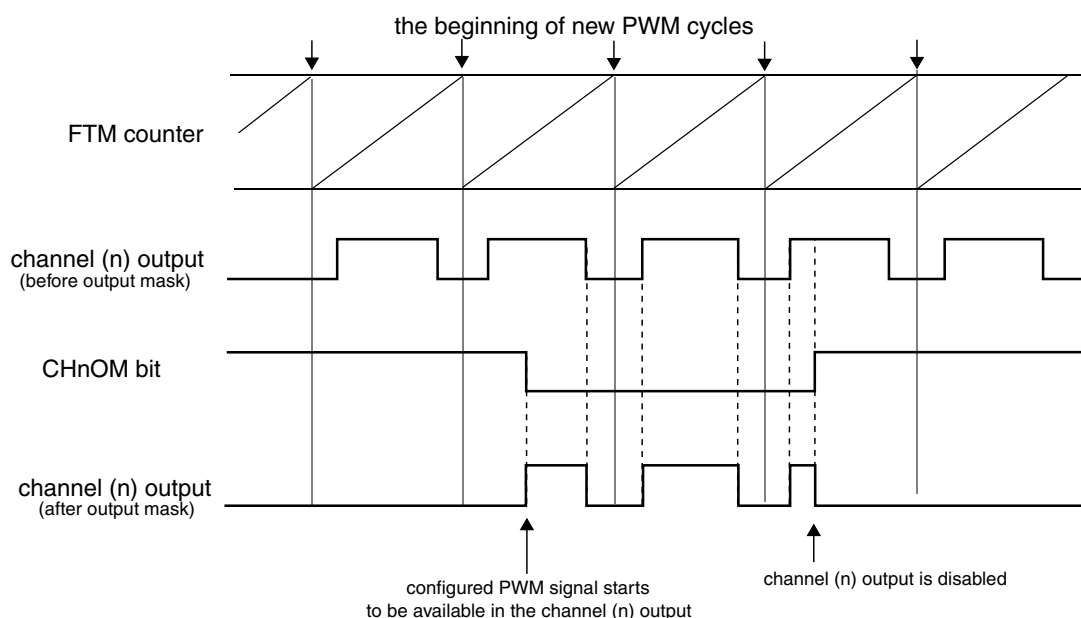 the beginning of new PWM cycles
FTM counter
channel (n) output
(before output mask)
CHnOM bit
channel (n) output
(after output mask)
configured PWM signal starts
to be available in the channel (n) output
channel (n) output is disabled